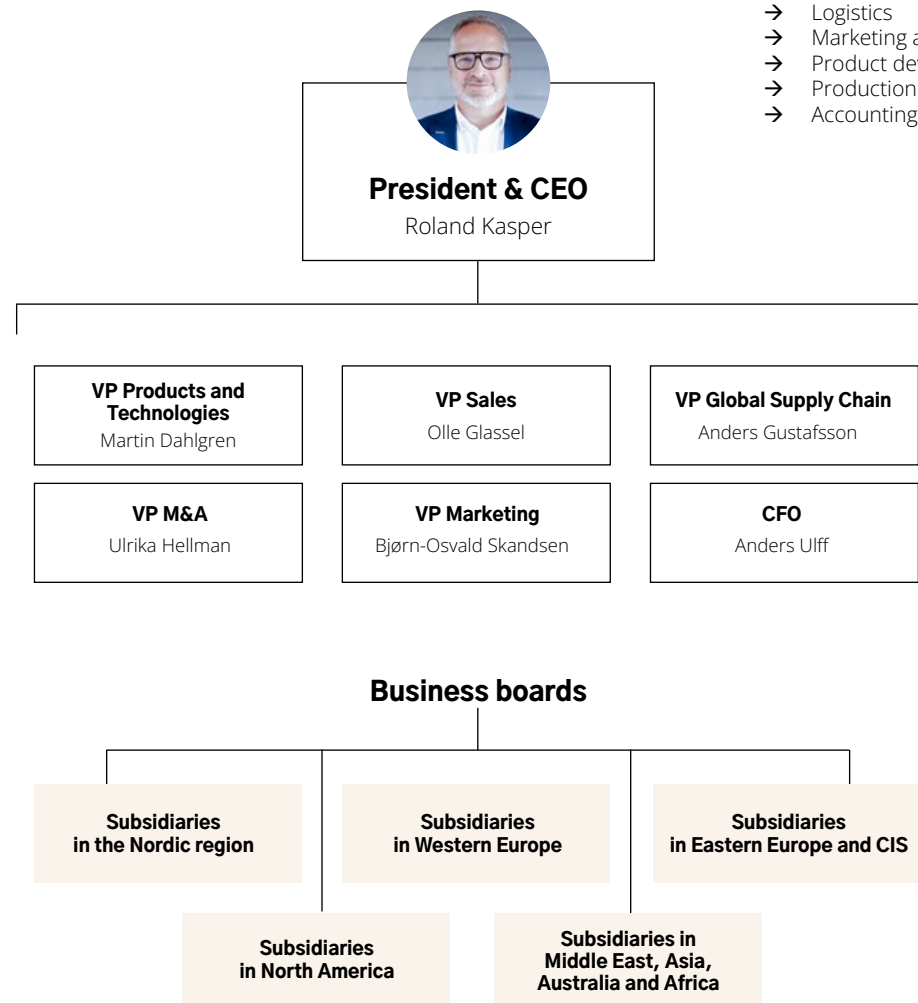 → Logistics
→ Marketing
→ Product
→ Production
→ Accounting
President & CEO
Roland Kasper
VP Products and
Technologies
Martin Dahlgren
VP Sales
Olle Glassel
VP Global Supply Chain
Anders Gustafsson
VP M&A
Ulrika Hellman
VP Marketing
Bjørn-Osvald Skandsen
CFO
Anders Ulff
Business boards
Subsidiaries
in the Nordic region
Subsidiaries
in Western Europe
Subsidiaries
in Eastern Europe and CIS
Subsidiaries
in North America
Subsidiaries in
Middle East, Asia,
Australia and Africa